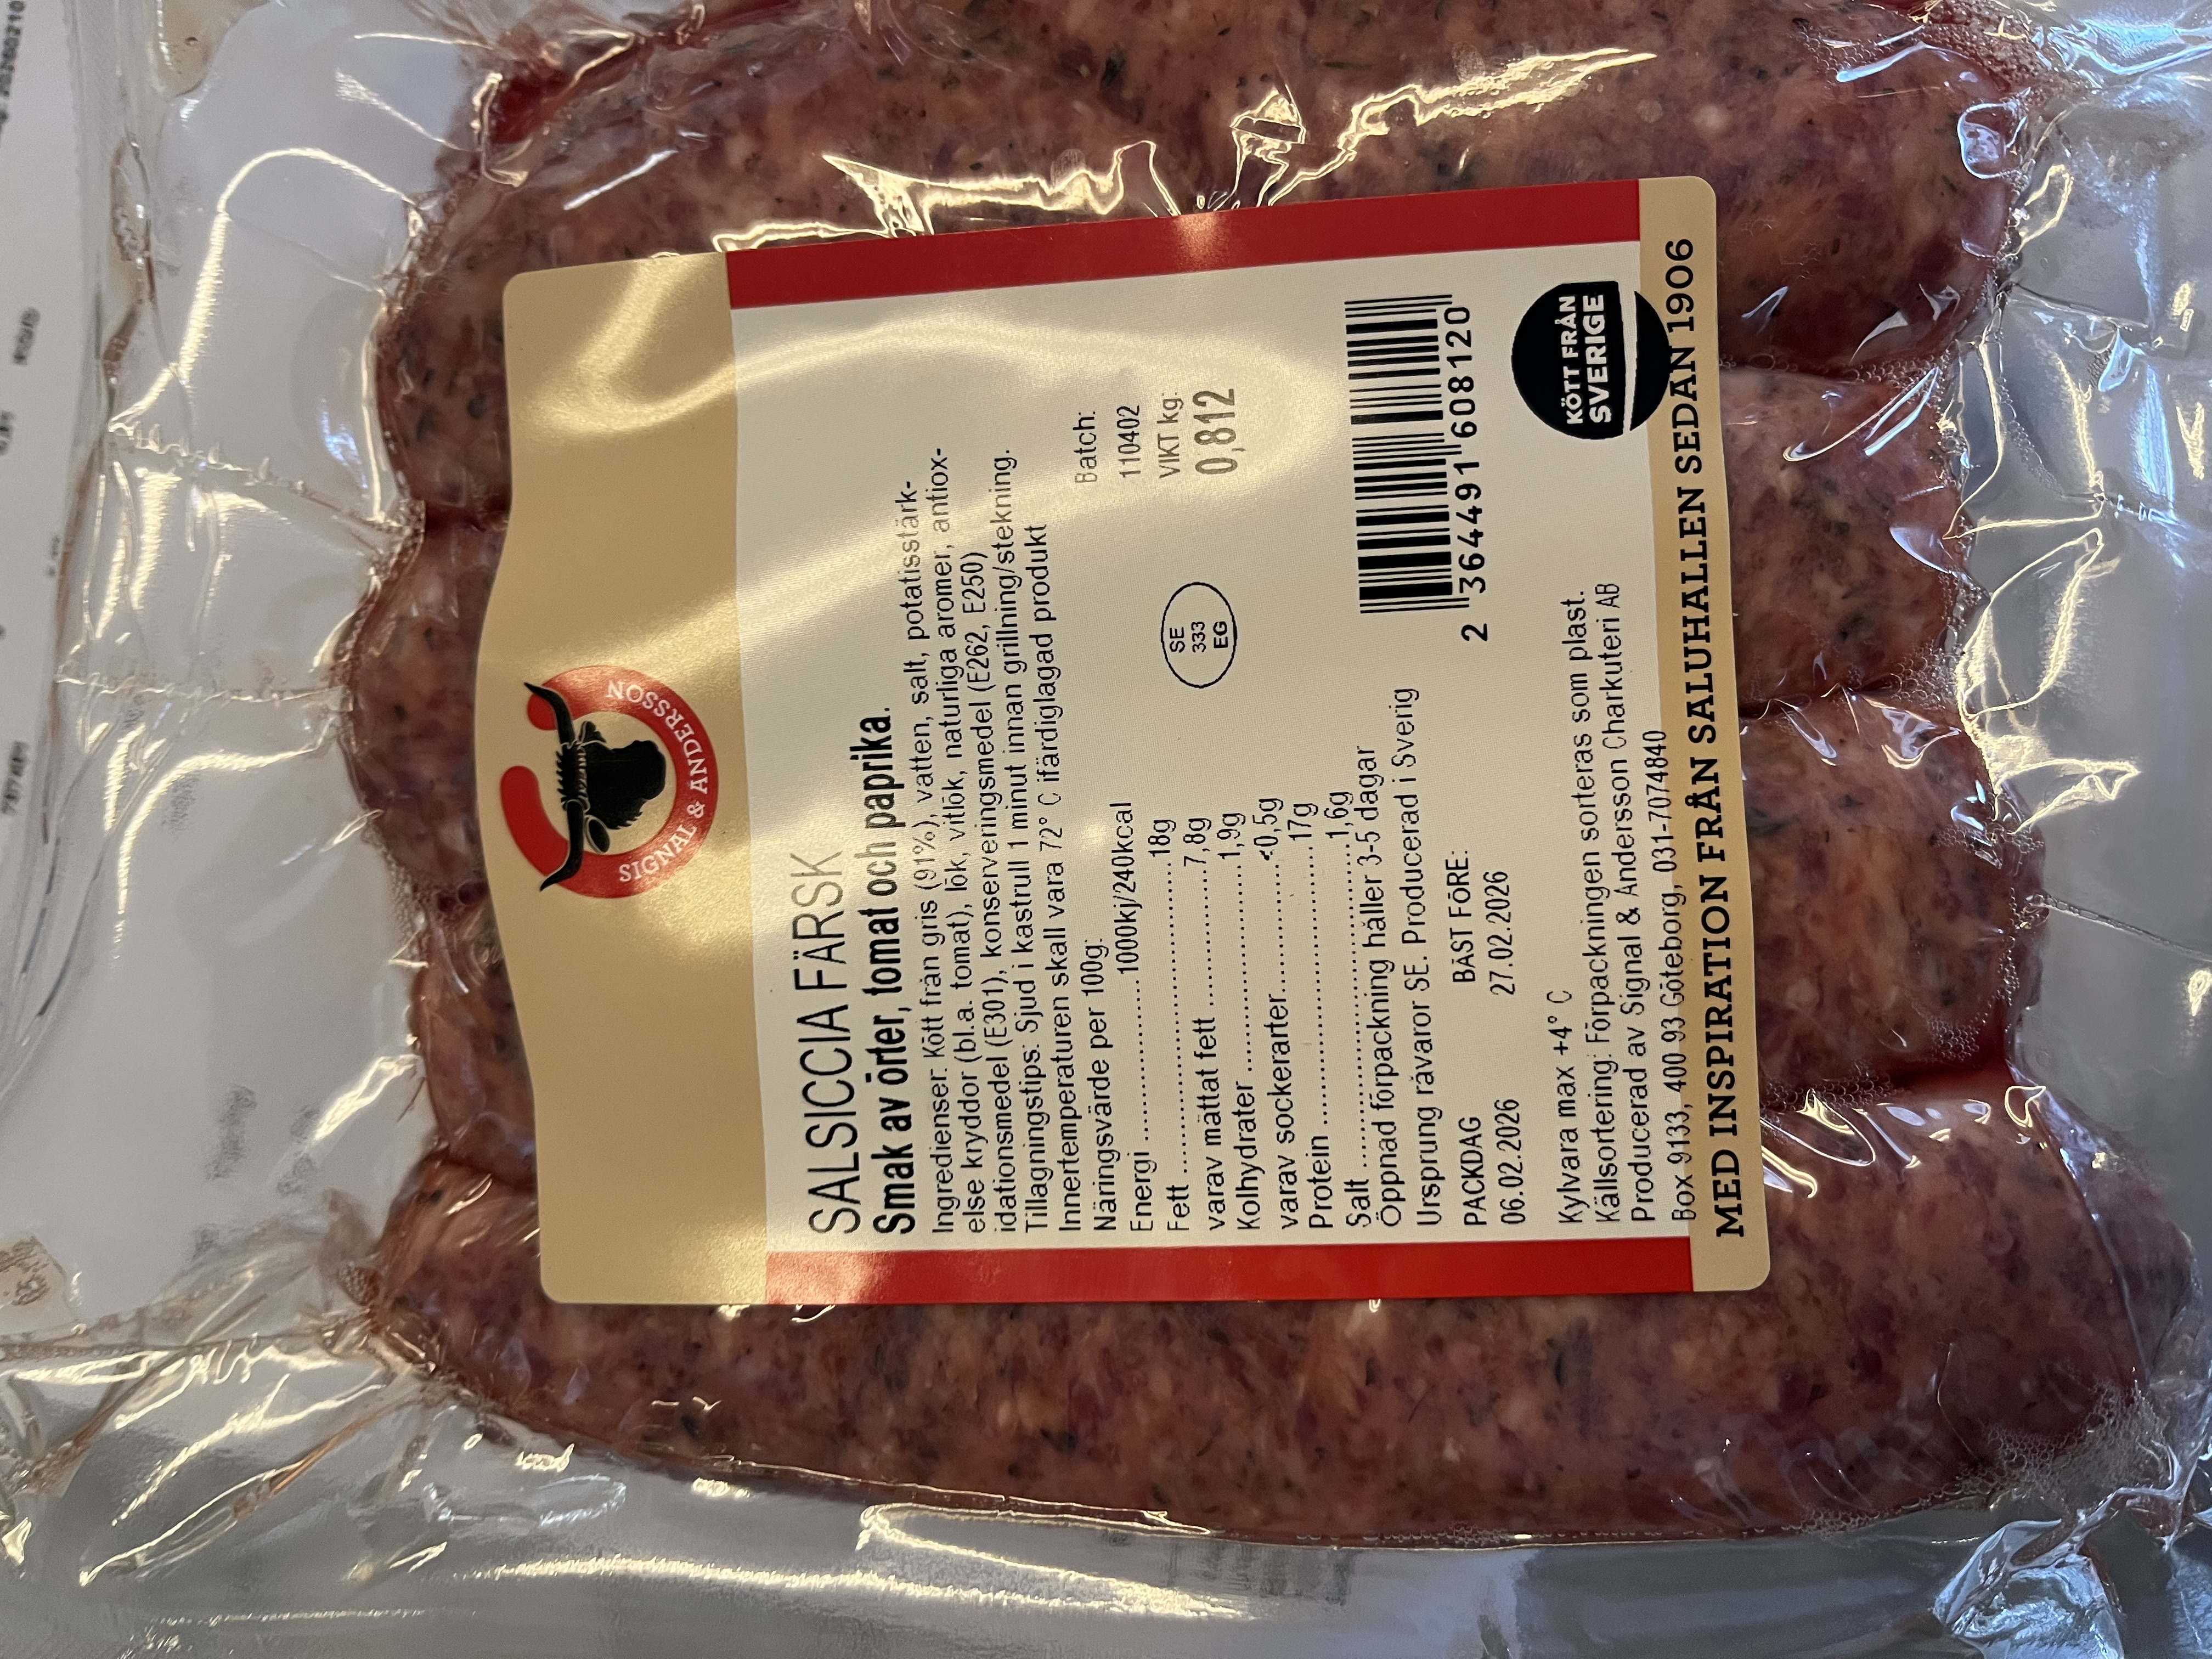 SIGNAL & ANDERSSON
SALSICCIA FÄRSK
Smak av örter, tomat och paprika.
Ingredienser: Kött från gris (91%), vatten, salt, potatisstärk-
else kryddor (bl.a. tomat), lök, vitlök, naturliga aromer, antiox-
idationsmedel (E301), konserveringsmedel (E262, E250)
Tillagningstips: Sjud i kastrull 1 minut innan grillning/stekning.
Innertemperaturen skall vara 72° C ifärdiglagad produkt
Näringsvärde per 100g:
Energi ............ 1000kj/240kcal
Fett ............ 18g
varav mättat fett ............ 7,8g
Kolhydrater ............ 1,9g
varav sockerarter ............ <0,5g
Protein ............ 17g
Salt ............ 1,6g
Öppnad förpackning håller 3-5 dagar
Ursprung råvaror SE. Producerad i Sverig
PACKDAG BÄST FÖRE:
06.02.2026 27.02.2026
Batch:
110402
VIKT kg:
0,812
SE
333
EG
2 364491 608120
Kylvara max +4° C
Källsortering: Förpackningen sorteras som plast.
Producerad av Signal & Andersson Charkuteri AB
Box 9133, 400 93 Göteborg, 031-7074840
KÖTT FRÅN
SVERIGE
MED INSPIRATION FRÅN SALUHALLEN SEDAN 1906